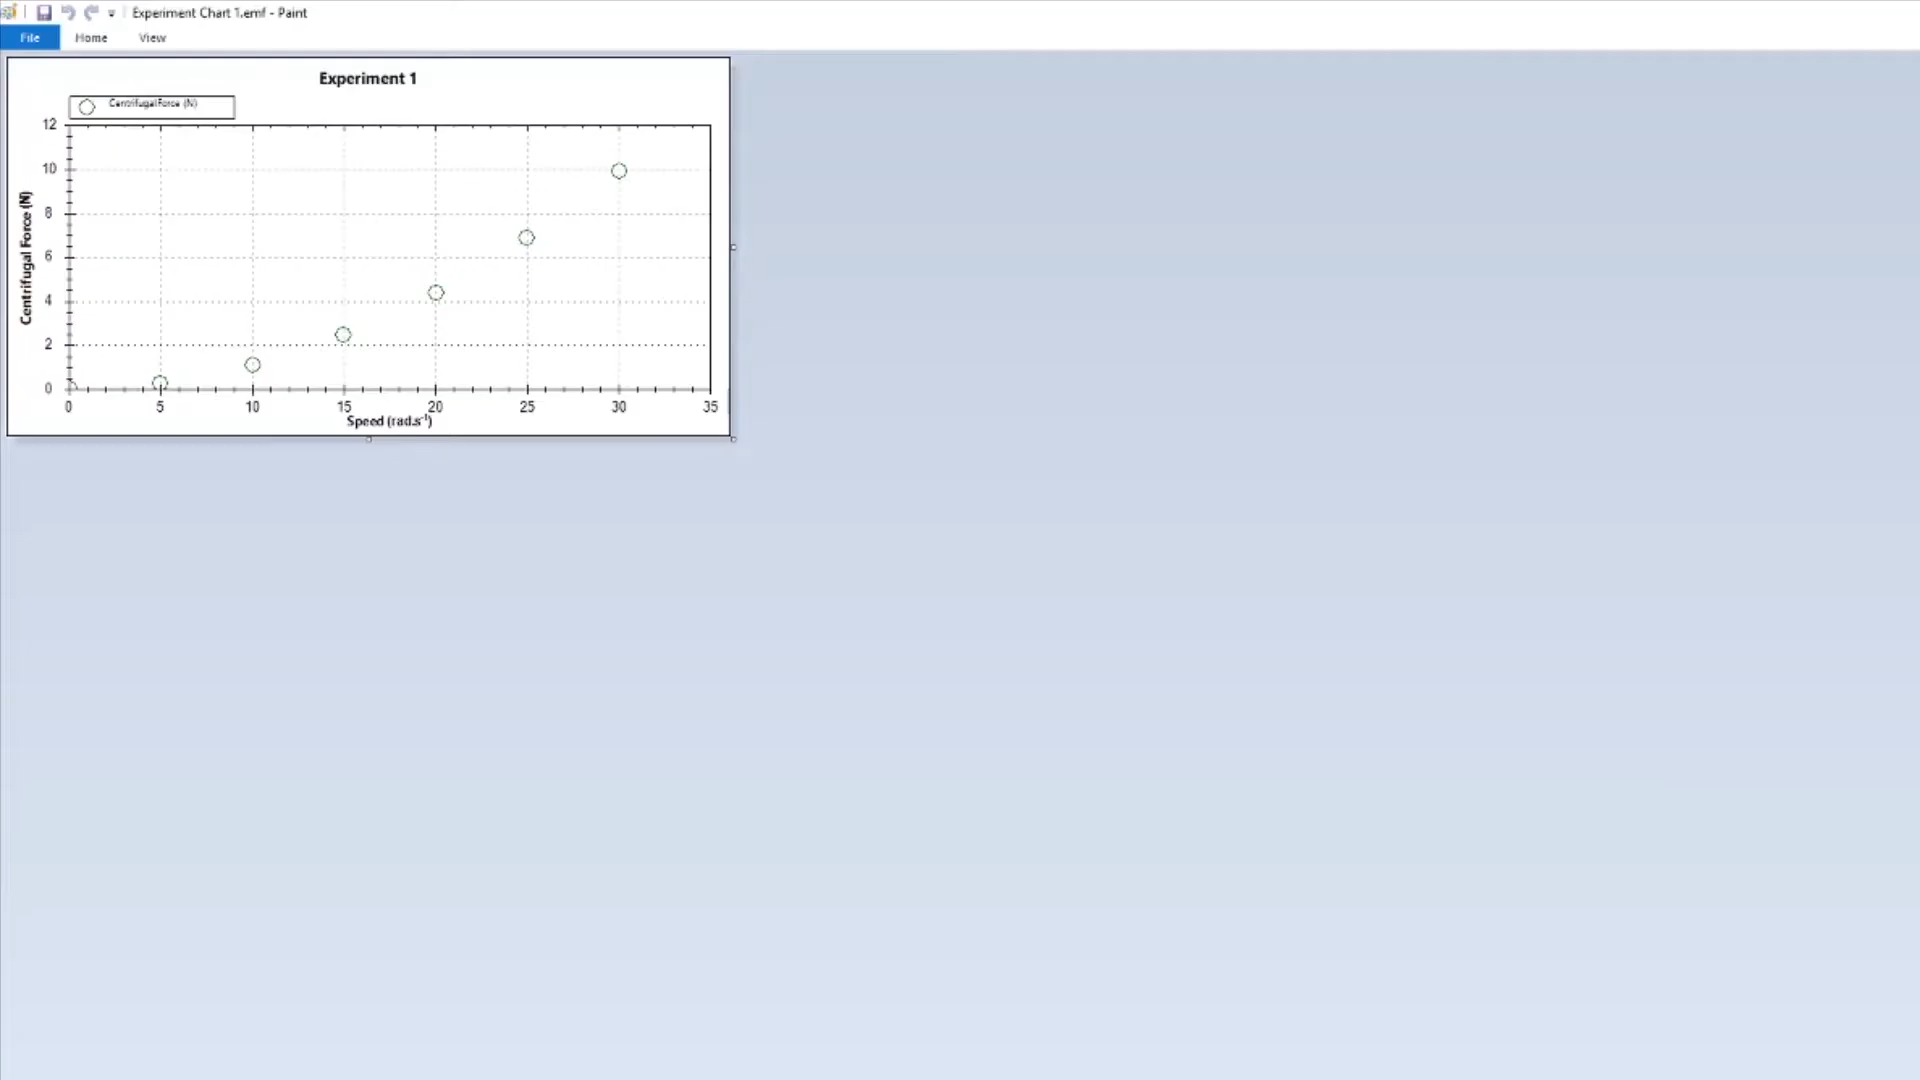 Experiment Chart 1.emf - Paint
File Home View
Experiment 1
CentrifugalForce (N)
12
10
8
6
4
2
0
Centrifugal Force (N)
0 5 10 15 20 25 30 35
Speed (rad.s⁻¹)